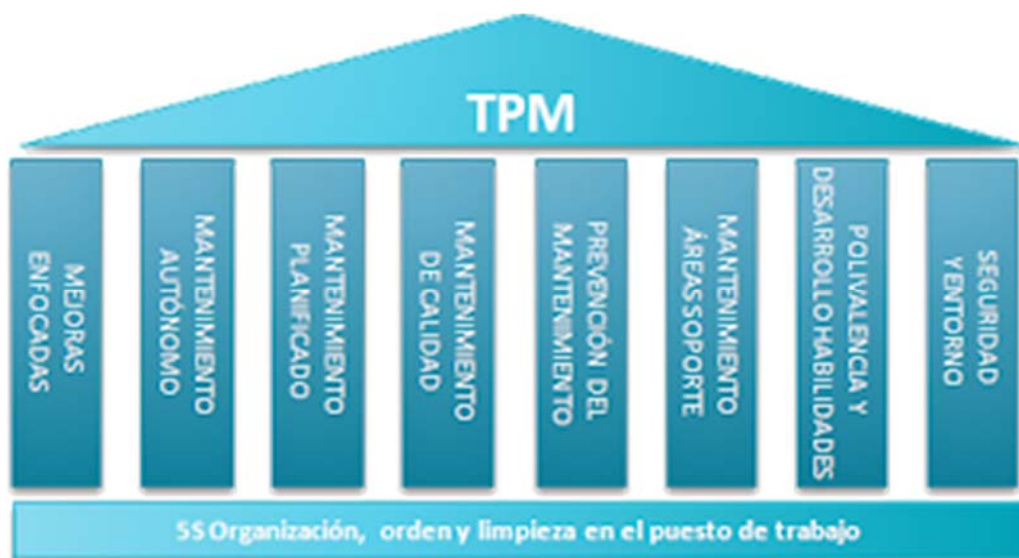 TPM
MEJORAS
ENFOCADAS
MANTENIMIENTO
AUTÓNOMO
MANTENIMIENTO
PLANIFICADO
MANTENIMIENTO
DE CALIDAD
PREVENCIÓN DEL
MANTENIMIENTO
MANTENIMIENTO
ÁREAS SOPORTE
POLIVALENCIA Y
DESARROLLO HABILIDADES
SEGURIDAD
Y ENTORNO
5S Organización, orden y limpieza en el puesto de trabajo